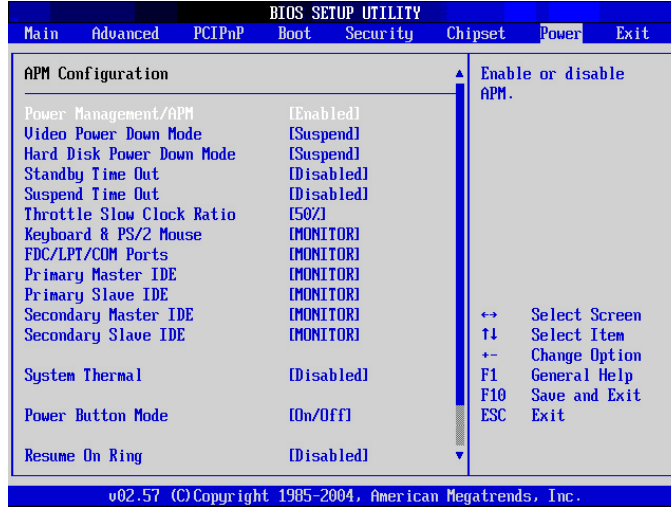 BIOS SETUP UTILITY
Main Advanced PCIPnP Boot Security Chipset Power Exit
APM Configuration
Power Management/APM [Enabled]
Video Power Down Mode [Suspend]
Hard Disk Power Down Mode [Suspend]
Standby Time Out [Disabled]
Suspend Time Out [Disabled]
Throttle Slow Clock Ratio [50%]
Keyboard & PS/2 Mouse [MONITOR]
FDC/LPT/COM Ports [MONITOR]
Primary Master IDE [MONITOR]
Primary Slave IDE [MONITOR]
Secondary Master IDE [MONITOR]
Secondary Slave IDE [MONITOR]
System Thermal [Disabled]
Power Button Mode [On/Off]
Resume On Ring [Disabled]
Enable or disable
APM.
↔ Select Screen
↑↓ Select Item
+- Change Option
F1 General Help
F10 Save and Exit
ESC Exit
v02.57 (C)Copyright 1985-2004, American Megatrends, Inc.